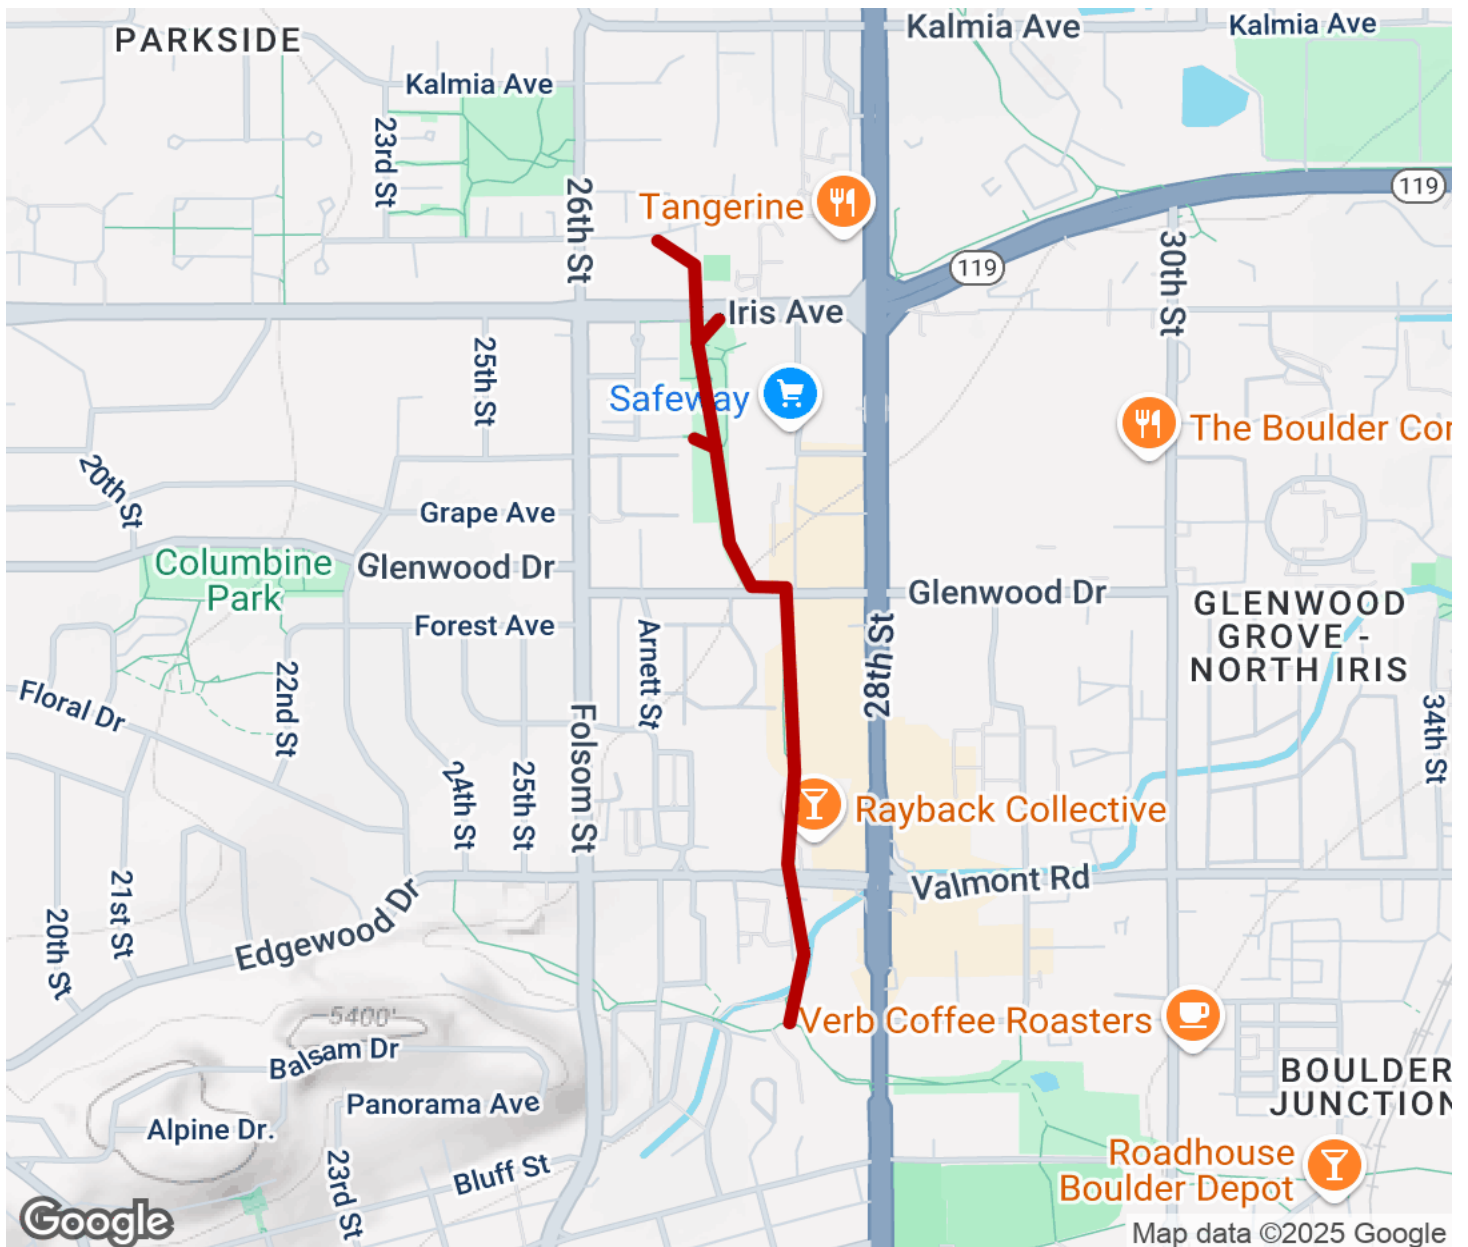 PARKSIDE
Kalmia Ave
Kalmia Ave
Kalmia Ave
23rd St
26th St
Tangerine
119
119
30th St
Iris Ave
25th St
Safeway
The Boulder Cor
20th St
Grape Ave
Columbine
Park
Glenwood Dr
Glenwood Dr
GLENWOOD
GROVE -
NORTH IRIS
Forest Ave
Arnett St
28th St
22nd St
Floral Dr
Folsom St
34th St
24th St
25th St
Rayback Collective
Valmont Rd
21st St
20th St
Edgewood Dr
5400'
Verb Coffee Roasters
Balsam Dr
BOULDER
JUNCTION
Panorama Ave
Alpine Dr.
23rd St
Bluff St
Roadhouse
Boulder Depot
Google
Map data ©2025 Google